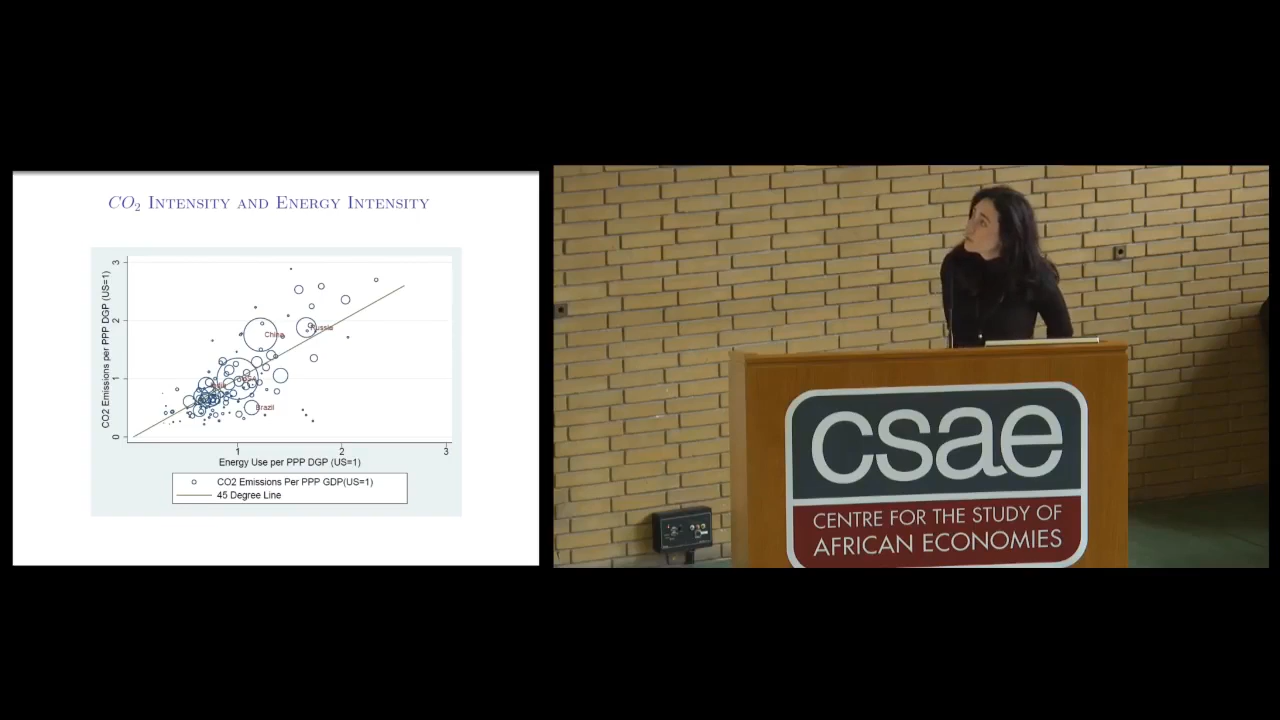 CO2 INTENSITY AND ENERGY INTENSITY
CO2 Emissions per PPP DGP (US=1)
3
2
1
0
China
Russia
Brazil
1
2
3
Energy Use per PPP DGP (US=1)
CO2 Emissions Per PPP GDP(US=1)
45 Degree Line
csae
CENTRE FOR THE STUDY OF
AFRICAN ECONOMIES